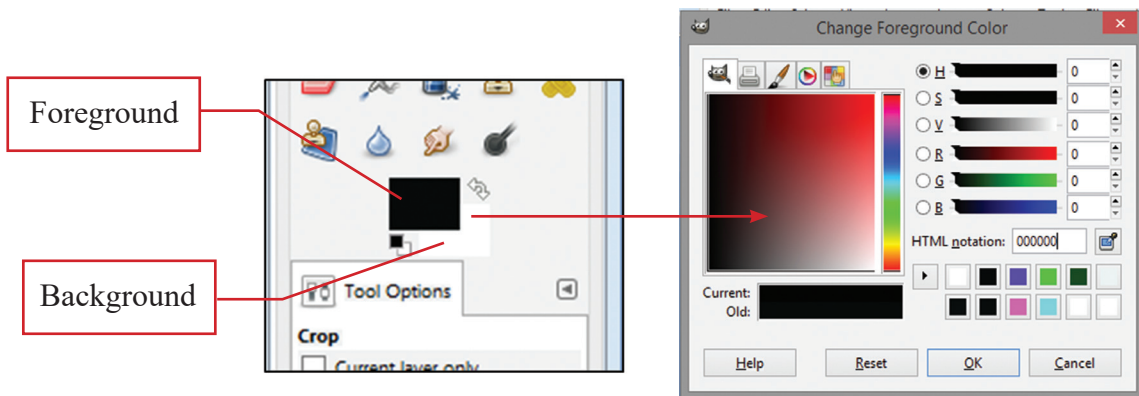 Foreground
Background
Tool Options
Crop
Current layer only
Change Foreground Color
H 0
S 0
V 0
R 0
G 0
B 0
HTML notation: 000000
Current:
Old:
Help Reset OK Cancel